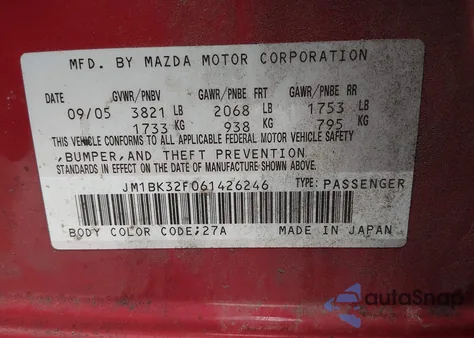 MFD. BY MAZDA MOTOR CORPORATION
DATE GVWR/PNBV GAWR/PNBE FRT GAWR/PNBE RR
09/05 3821 LB 2068 LB 1753 LB
1733 KG 938 KG 795 KG
THIS VEHICLE CONFORMS TO ALL APPLICABLE FEDERAL MOTOR VEHICLE SAFETY
,BUMPER,AND THEFT PREVENTION
STANDARDS IN EFFECT ON THE DATE OF MANUFACTURE SHOWN ABOVE.
JM1BK32F061426246 TYPE: PASSENGER
BODY COLOR CODE;27A MADE IN JAPAN
autoSnap